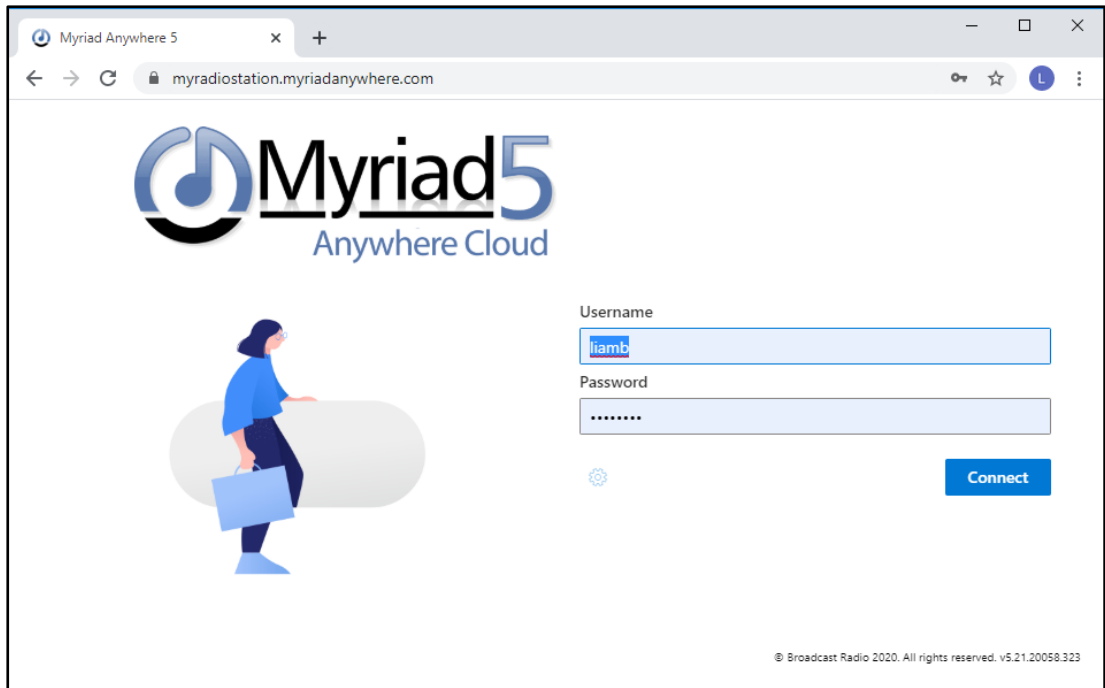 Myriad Anywhere 5
myradiostation.myriadanywhere.com
L
Myriad5
Anywhere Cloud
Username
liamb
Password
••••••••
Connect
© Broadcast Radio 2020. All rights reserved. v5.21.20058.323